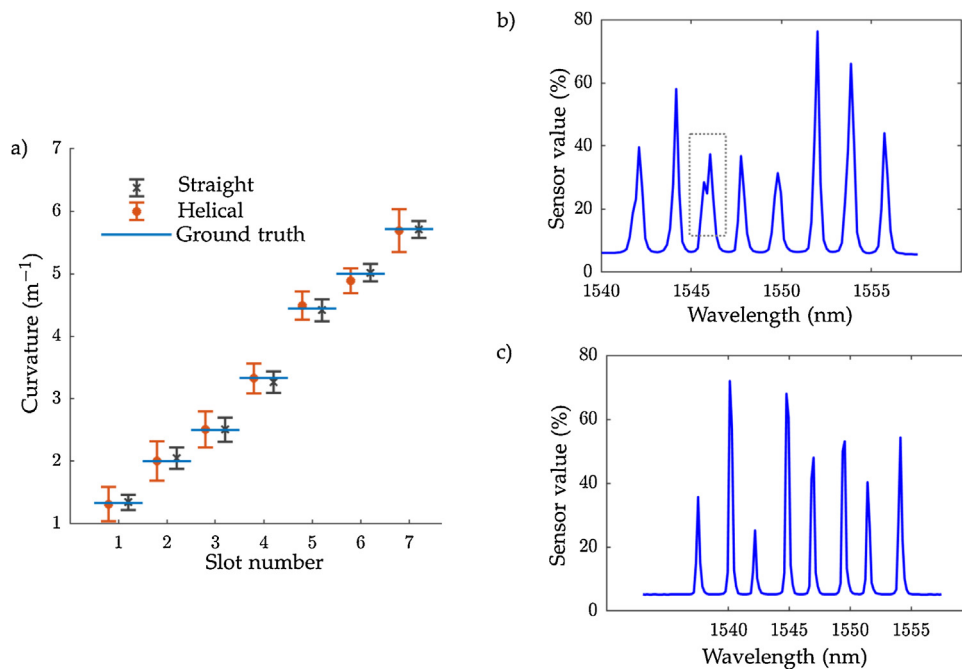 a)
Curvature (m⁻¹)
7
6
5
4
3
2
1
Straight
Helical
Ground truth
1 2 3 4 5 6 7
Slot number
b)
Sensor value (%)
80
60
40
20
0
1540 1545 1550 1555
Wavelength (nm)
c)
Sensor value (%)
80
60
40
20
0
1540 1545 1550 1555
Wavelength (nm)